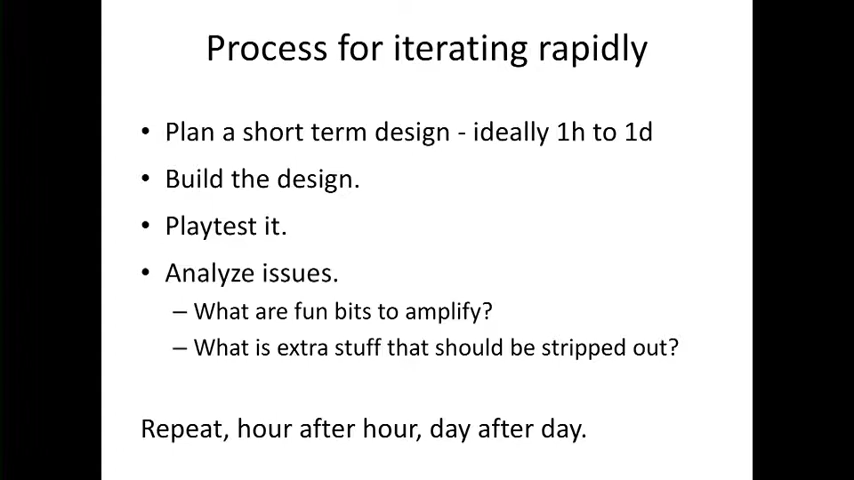 Process for iterating rapidly
• Plan a short term design - ideally 1h to 1d
• Build the design.
• Playtest it.
• Analyze issues.
– What are fun bits to amplify?
– What is extra stuff that should be stripped out?
Repeat, hour after hour, day after day.